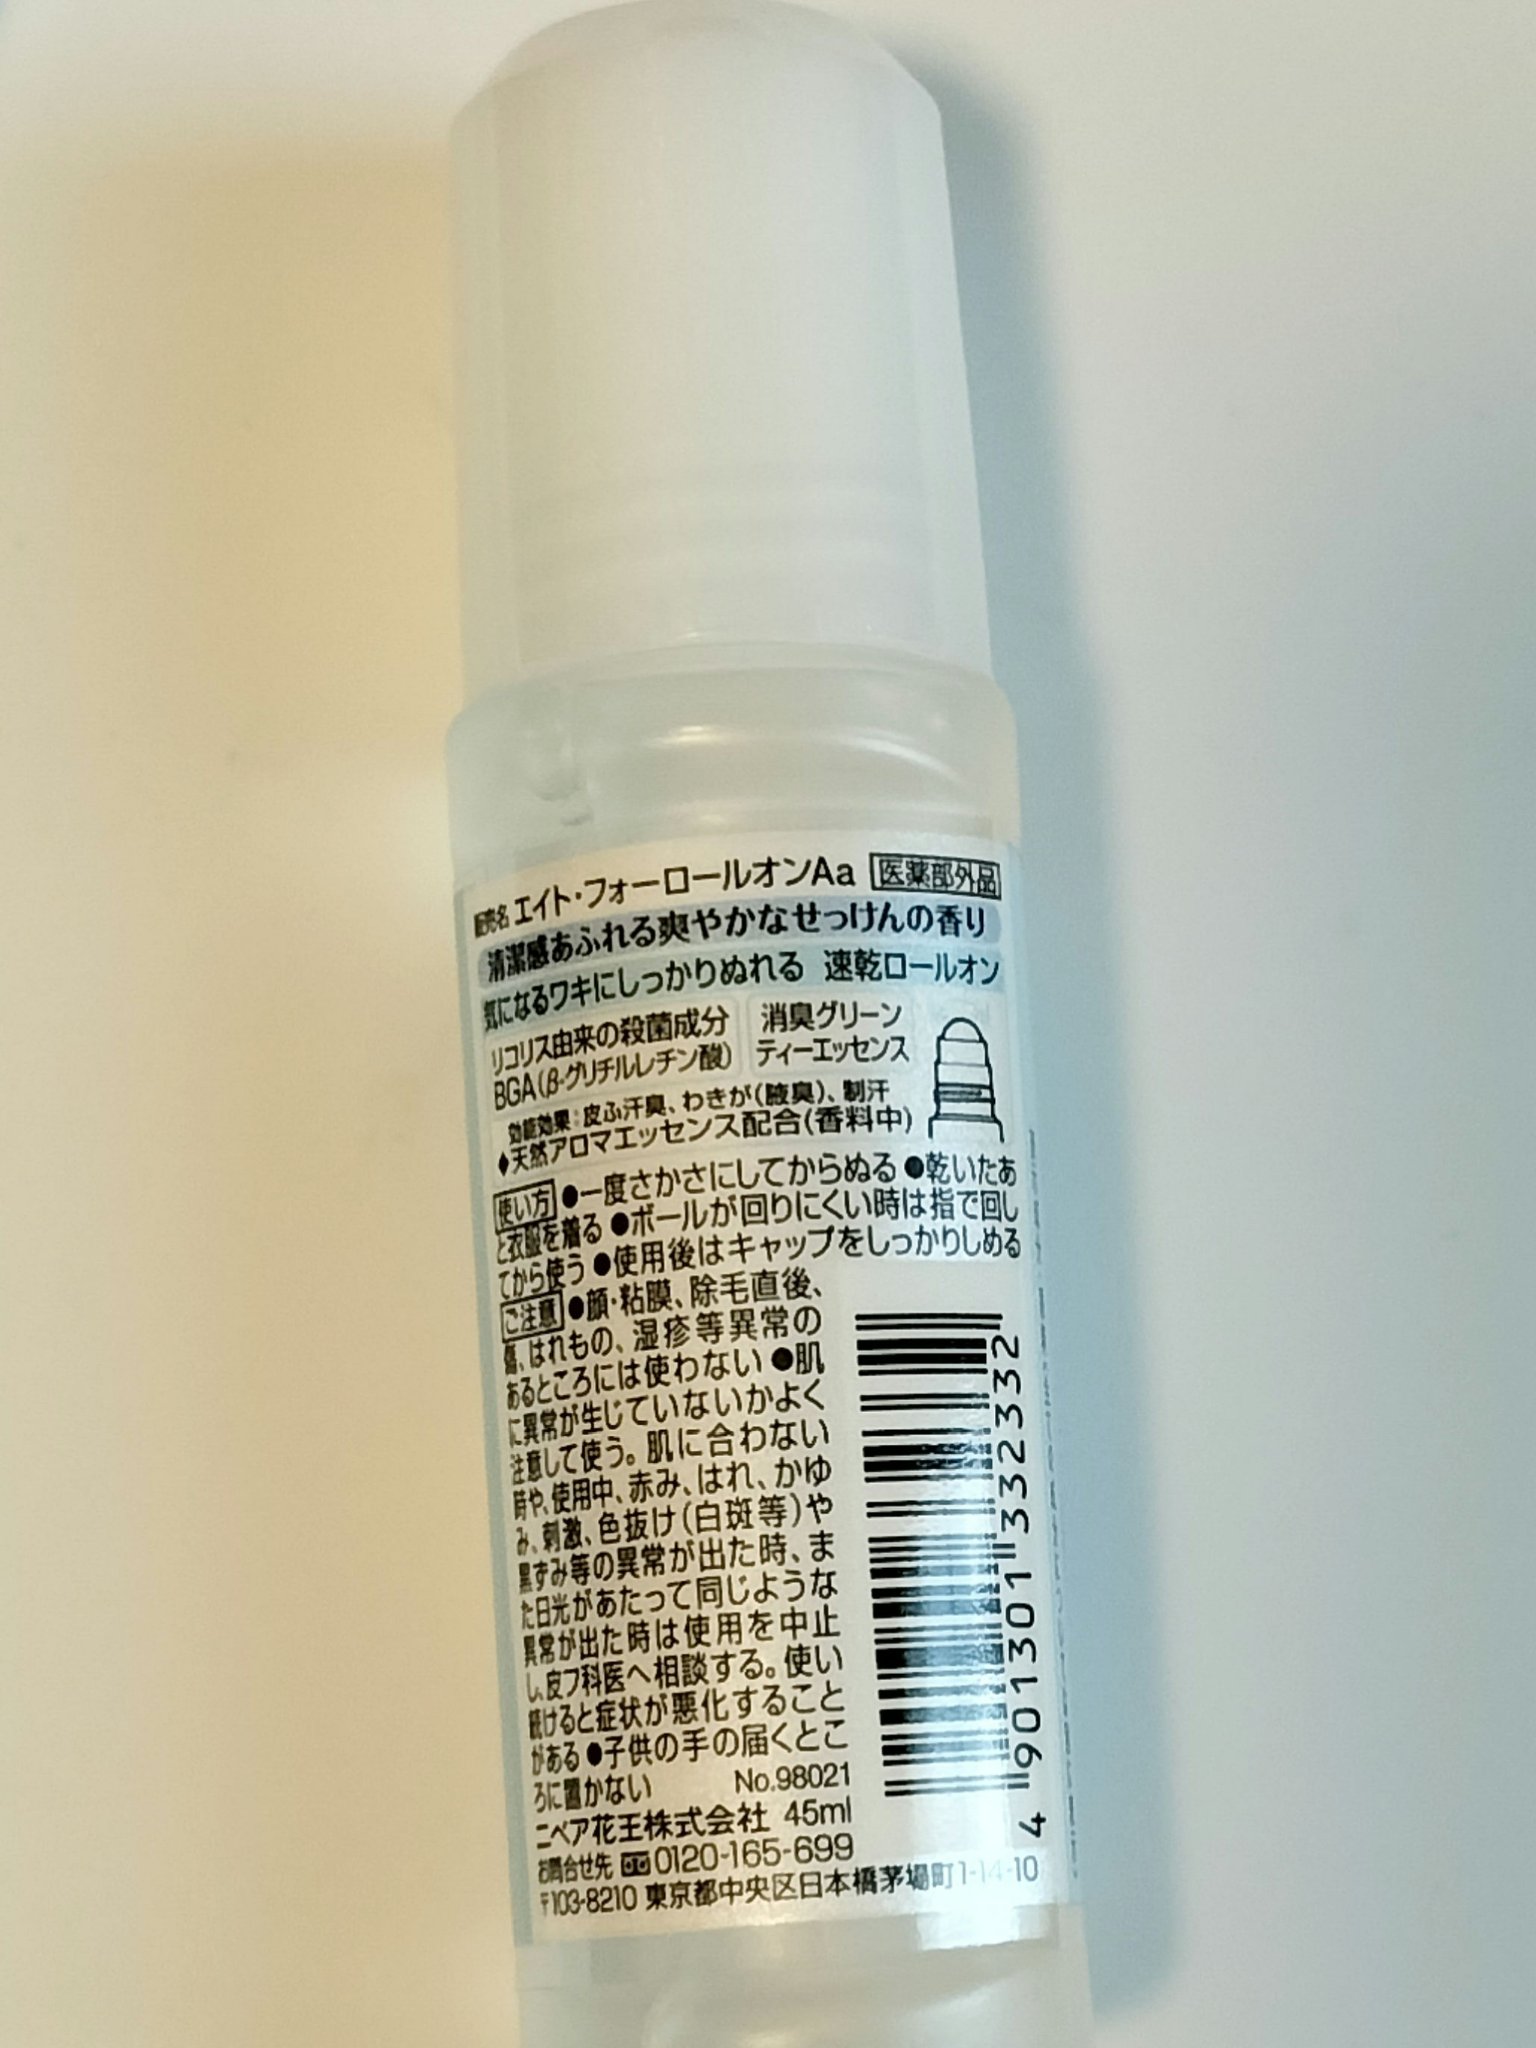 販売名 エイト・フォーロールオンAa 医薬部外品
清潔感あふれる爽やかなせっけんの香り
気になるワキにしっかりぬれる 速乾ロールオン
リコリス由来の殺菌成分
BGA(β-グリチルレチン酸)
消臭グリーン
ティーエッセンス
効能効果:皮ふ汗臭、わきが(腋臭)、制汗
◆天然アロマエッセンス配合(香料中)
使い方 ●一度さかさにしてからぬる ●乾いたあ
と衣服を着る ●ボールが回りにくい時は指で回し
てから使う ●使用後はキャップをしっかりしめる
ご注意 ●顔・粘膜、除毛直後、
傷、はれもの、湿疹等異常の
あるところには使わない ●肌
に異常が生じていないかよく
注意して使う。肌に合わない
時や、使用中、赤み、はれ、かゆ
み、刺激、色抜け(白斑等)や
黒ずみ等の異常が出た時、ま
た日光があたって同じような
異常が出た時は使用を中止
し、皮フ科医へ相談する。使い
続けると症状が悪化すること
がある ●子供の手の届くとこ
ろに置かない No.98021
ニベア花王株式会社 45ml
お問合せ先 0120-165-699
〒103-8210 東京都中央区日本橋茅場町1-14-10
4 901301 332332